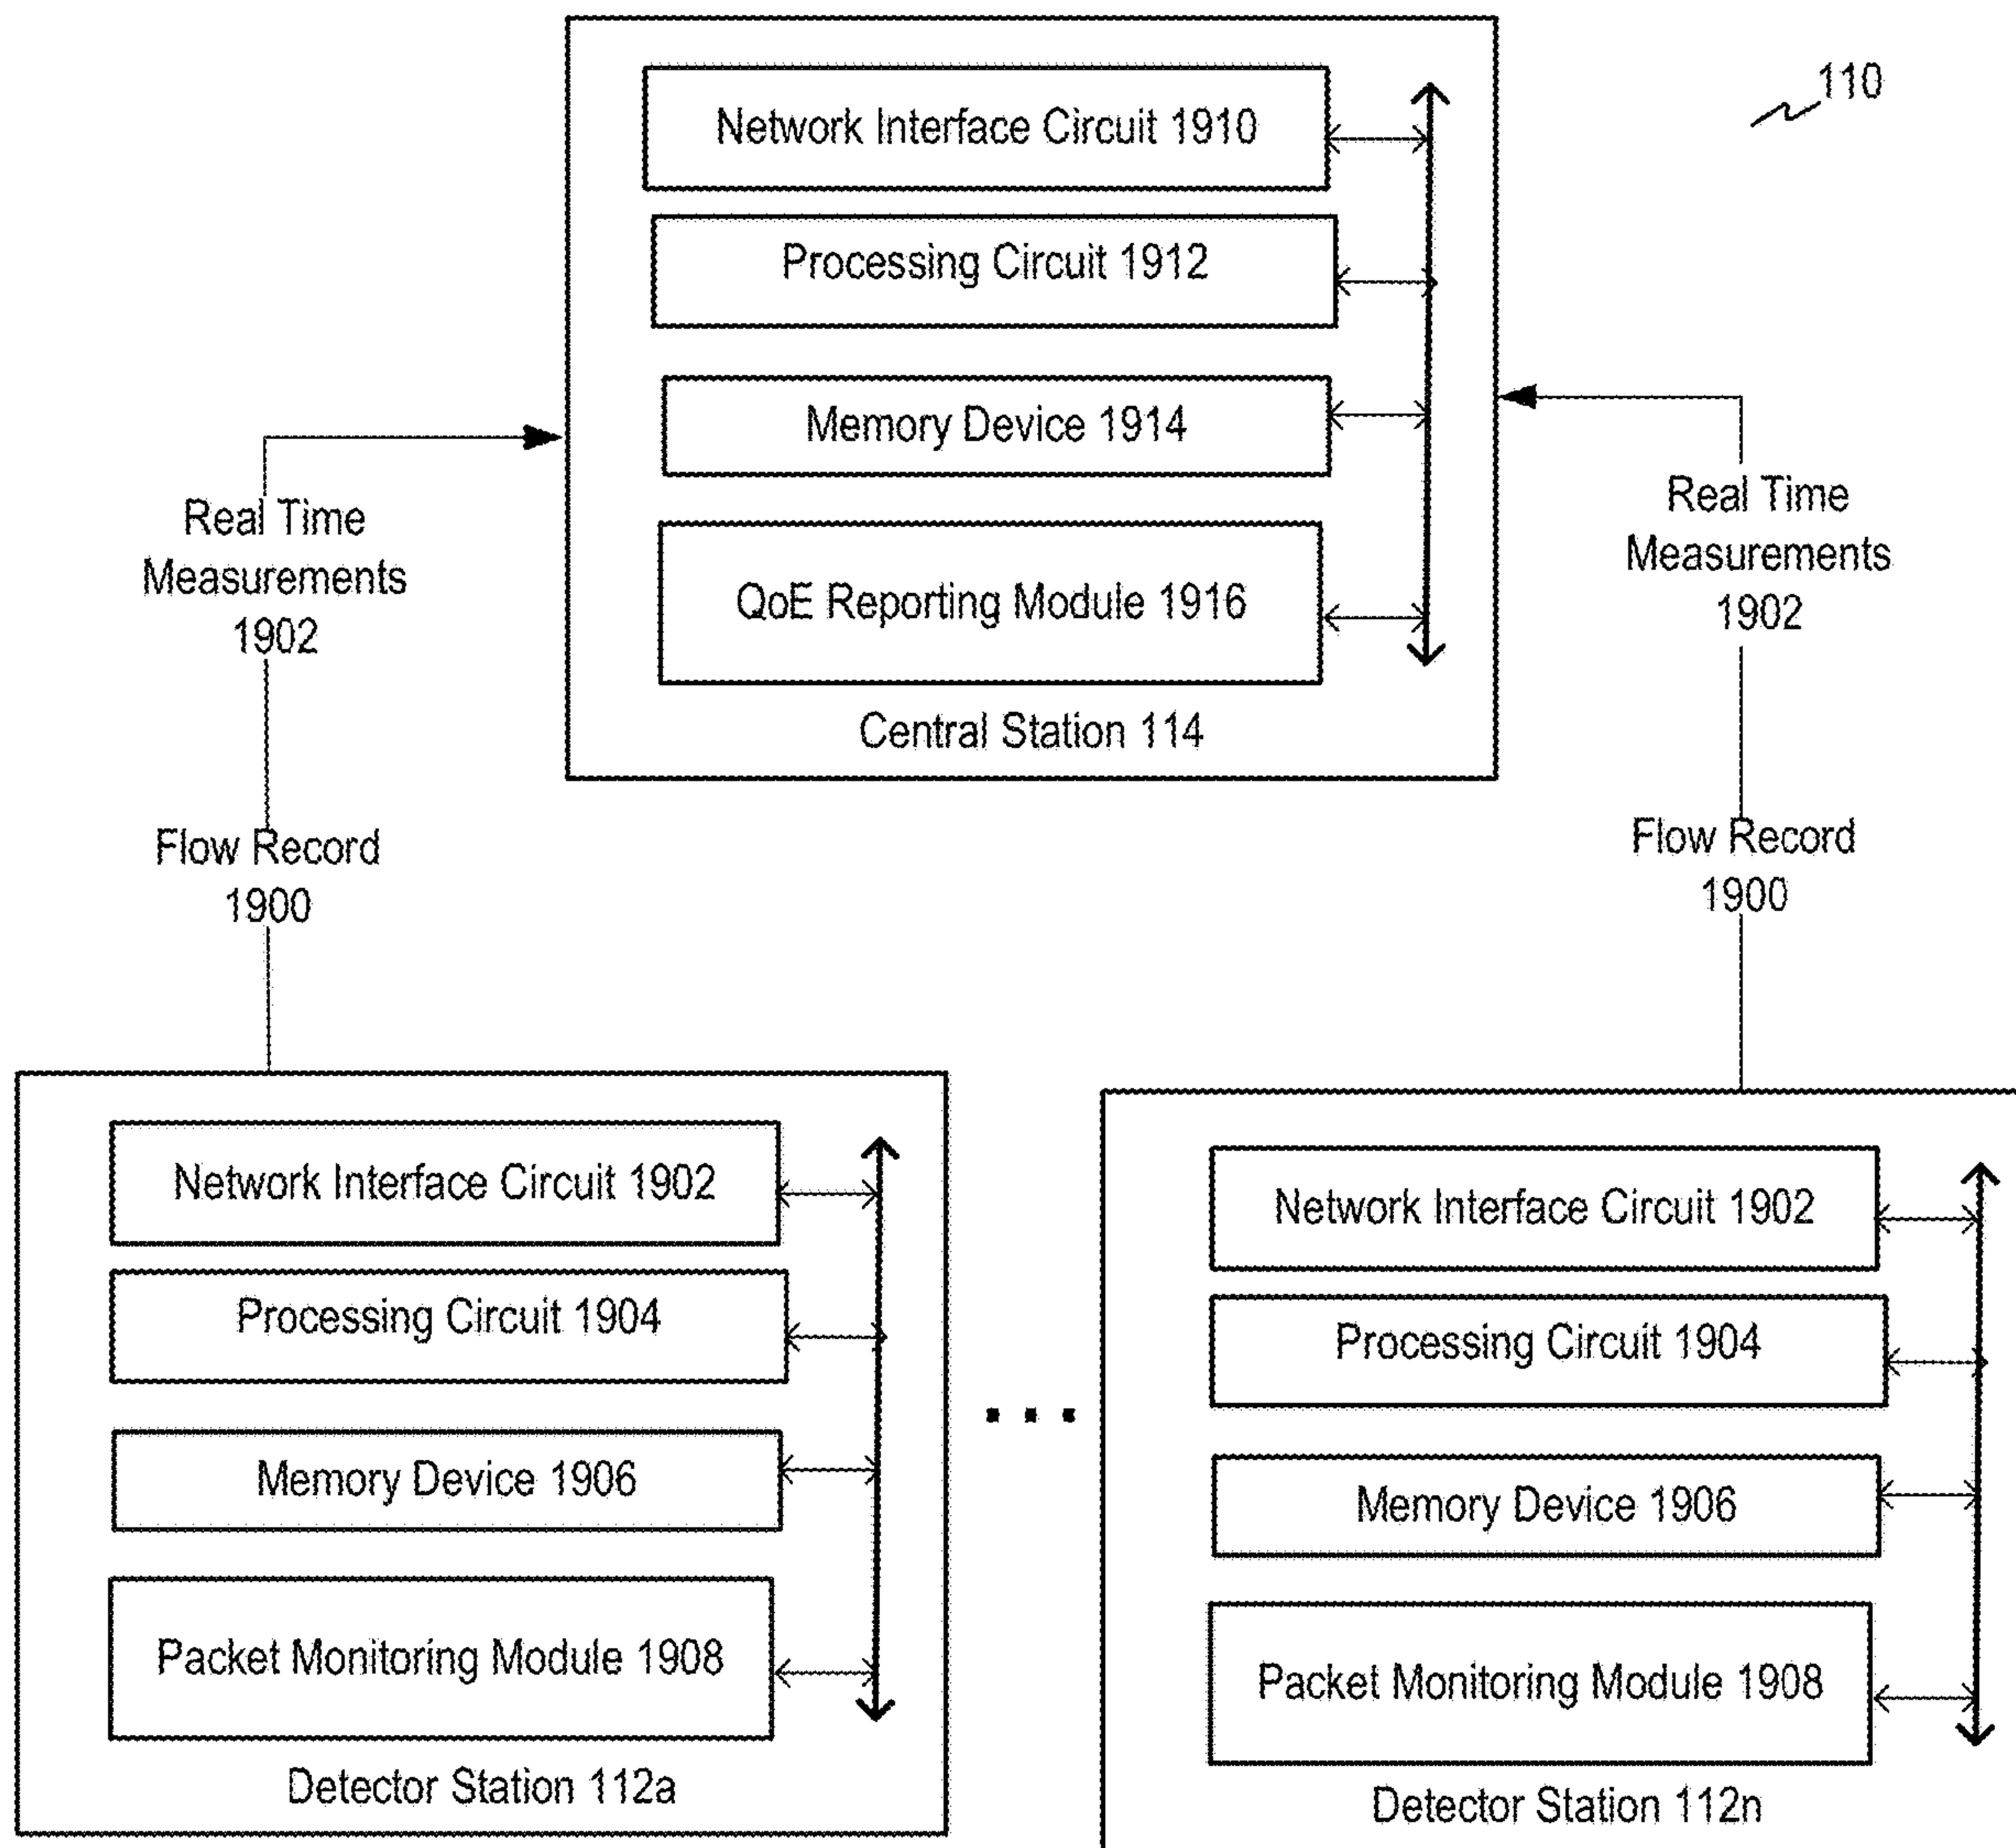 110
Network Interface Circuit 1910
Processing Circuit 1912
Memory Device 1914
QoE Reporting Module 1916
Central Station 114
Real Time
Measurements
1902
Flow Record
1900
Real Time
Measurements
1902
Flow Record
1900
Network Interface Circuit 1902
Processing Circuit 1904
Memory Device 1906
Packet Monitoring Module 1908
Detector Station 112a
...
Network Interface Circuit 1902
Processing Circuit 1904
Memory Device 1906
Packet Monitoring Module 1908
Detector Station 112n